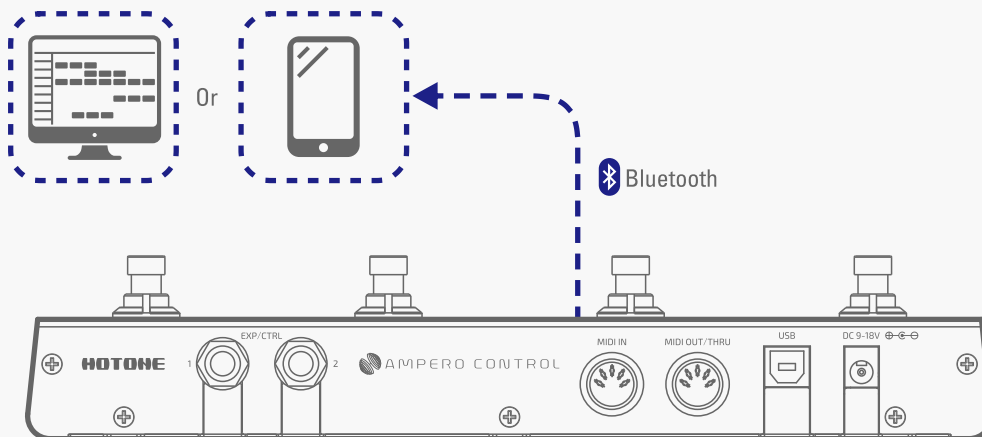 Or
Bluetooth
EXP/CTRL
MIDI IN
MIDI OUT/THRU
USB
DC 9-18V
HOTONE
1
2
AMPERO CONTROL